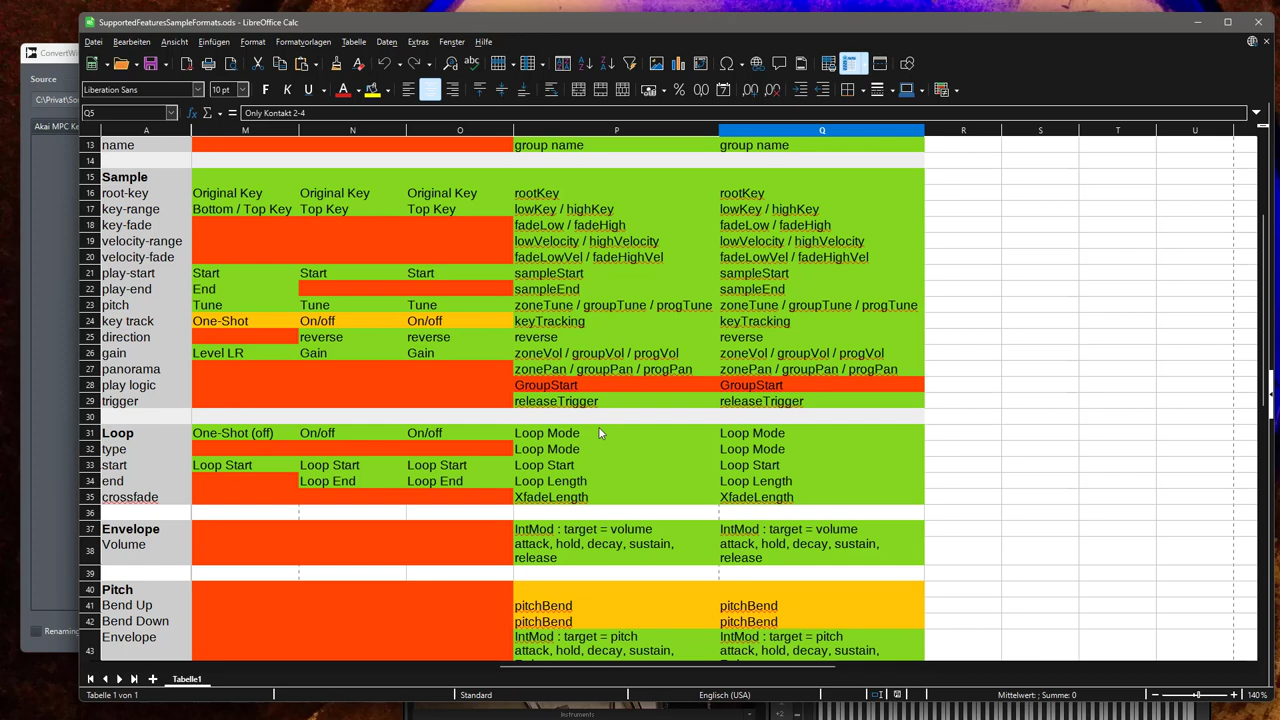 SupportedFeaturesSampleFormats.ods - LibreOffice Calc
ConvertWi
Datei Bearbeiten Ansicht Einfügen Format Formatvorlagen Tabelle Daten Extras Fenster Hilfe
Source
C:\Privat\So
Akai MPC Ke
Liberation Sans 10 pt F K U
Q5 Only Kontakt 2-4
A M N O P Q R S T U
13 name group name group name
14
15 Sample
16 root-key Original Key Original Key Original Key rootKey rootKey
17 key-range Bottom / Top Key Top Key Top Key lowKey / highKey lowKey / highKey
18 key-fade fadeLow / fadeHigh fadeLow / fadeHigh
19 velocity-range lowVelocity / highVelocity lowVelocity / highVelocity
20 velocity-fade fadeLowVel / fadeHighVel fadeLowVel / fadeHighVel
21 play-start Start Start Start sampleStart sampleStart
22 play-end End sampleEnd sampleEnd
23 pitch Tune Tune Tune zoneTune / groupTune / progTune zoneTune / groupTune / progTune
24 key track One-Shot On/off On/off keyTracking keyTracking
25 direction reverse reverse reverse reverse
26 gain Level LR Gain Gain zoneVol / groupVol / progVol zoneVol / groupVol / progVol
27 panorama zonePan / groupPan / progPan zonePan / groupPan / progPan
28 play logic GroupStart GroupStart
29 trigger releaseTrigger releaseTrigger
30
31 Loop One-Shot (off) On/off On/off Loop Mode Loop Mode
32 type Loop Mode Loop Mode
33 start Loop Start Loop Start Loop Start Loop Start Loop Start
34 end Loop End Loop End Loop Length Loop Length
35 crossfade XfadeLength XfadeLength
36
37 Envelope IntMod : target = volume IntMod : target = volume
38 Volume attack, hold, decay, sustain, attack, hold, decay, sustain,
release release
39
40 Pitch
41 Bend Up pitchBend pitchBend
42 Bend Down pitchBend pitchBend
Envelope IntMod : target = pitch IntMod : target = pitch
43 attack, hold, decay, sustain, attack, hold, decay, sustain,
Renaming
Tabelle1
Tabelle 1 von 1 Standard Englisch (USA) Mittelwert: ; Summe: 0 140 %
Instruments +2